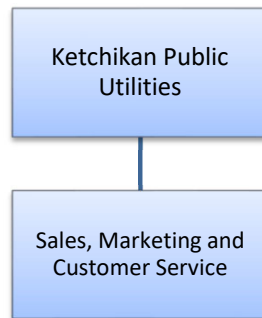 Ketchikan Public
Utilities
Sales, Marketing and
Customer Service